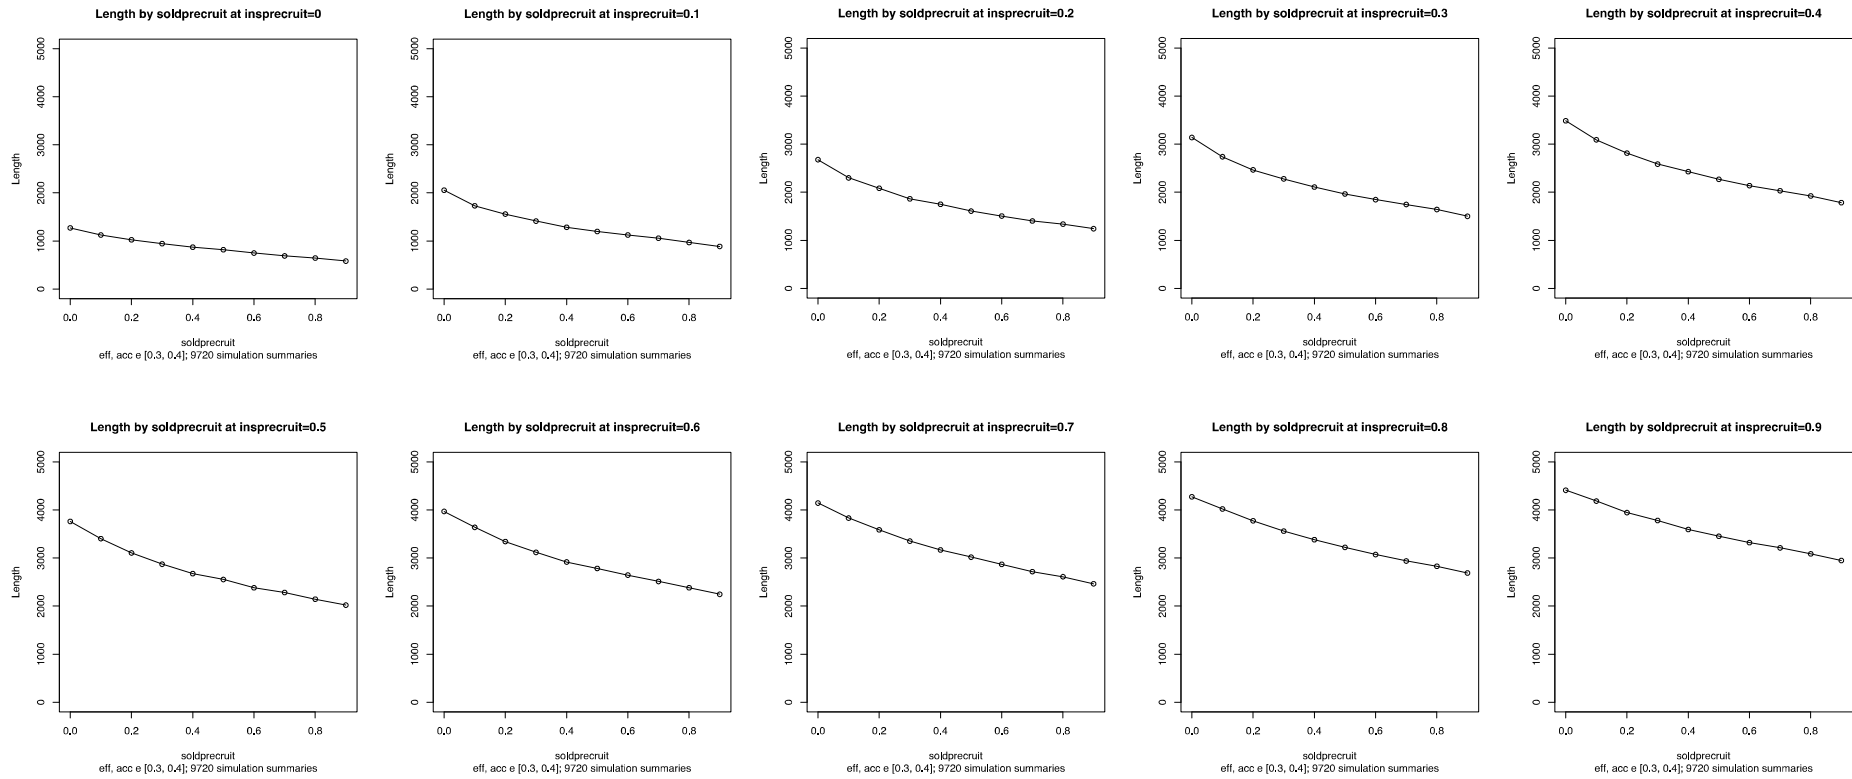 Length by soldprecruit at insprecruit=0
5000
4000
3000
2000
1000
0
Length
0.0 0.2 0.4 0.6 0.8
soldprecruit
eff, acc e [0.3, 0.4]; 9720 simulation summaries
Length by soldprecruit at insprecruit=0.1
5000
4000
3000
2000
1000
0
Length
0.0 0.2 0.4 0.6 0.8
soldprecruit
eff, acc e [0.3, 0.4]; 9720 simulation summaries
Length by soldprecruit at insprecruit=0.2
5000
4000
3000
2000
1000
0
Length
0.0 0.2 0.4 0.6 0.8
soldprecruit
eff, acc e [0.3, 0.4]; 9720 simulation summaries
Length by soldprecruit at insprecruit=0.3
5000
4000
3000
2000
1000
0
Length
0.0 0.2 0.4 0.6 0.8
soldprecruit
eff, acc e [0.3, 0.4]; 9720 simulation summaries
Length by soldprecruit at insprecruit=0.4
5000
4000
3000
2000
1000
0
Length
0.0 0.2 0.4 0.6 0.8
soldprecruit
eff, acc e [0.3, 0.4]; 9720 simulation summaries
Length by soldprecruit at insprecruit=0.5
5000
4000
3000
2000
1000
0
Length
0.0 0.2 0.4 0.6 0.8
soldprecruit
eff, acc e [0.3, 0.4]; 9720 simulation summaries
Length by soldprecruit at insprecruit=0.6
5000
4000
3000
2000
1000
0
Length
0.0 0.2 0.4 0.6 0.8
soldprecruit
eff, acc e [0.3, 0.4]; 9720 simulation summaries
Length by soldprecruit at insprecruit=0.7
5000
4000
3000
2000
1000
0
Length
0.0 0.2 0.4 0.6 0.8
soldprecruit
eff, acc e [0.3, 0.4]; 9720 simulation summaries
Length by soldprecruit at insprecruit=0.8
5000
4000
3000
2000
1000
0
Length
0.0 0.2 0.4 0.6 0.8
soldprecruit
eff, acc e [0.3, 0.4]; 9720 simulation summaries
Length by soldprecruit at insprecruit=0.9
5000
4000
3000
2000
1000
0
Length
0.0 0.2 0.4 0.6 0.8
soldprecruit
eff, acc e [0.3, 0.4]; 9720 simulation summaries